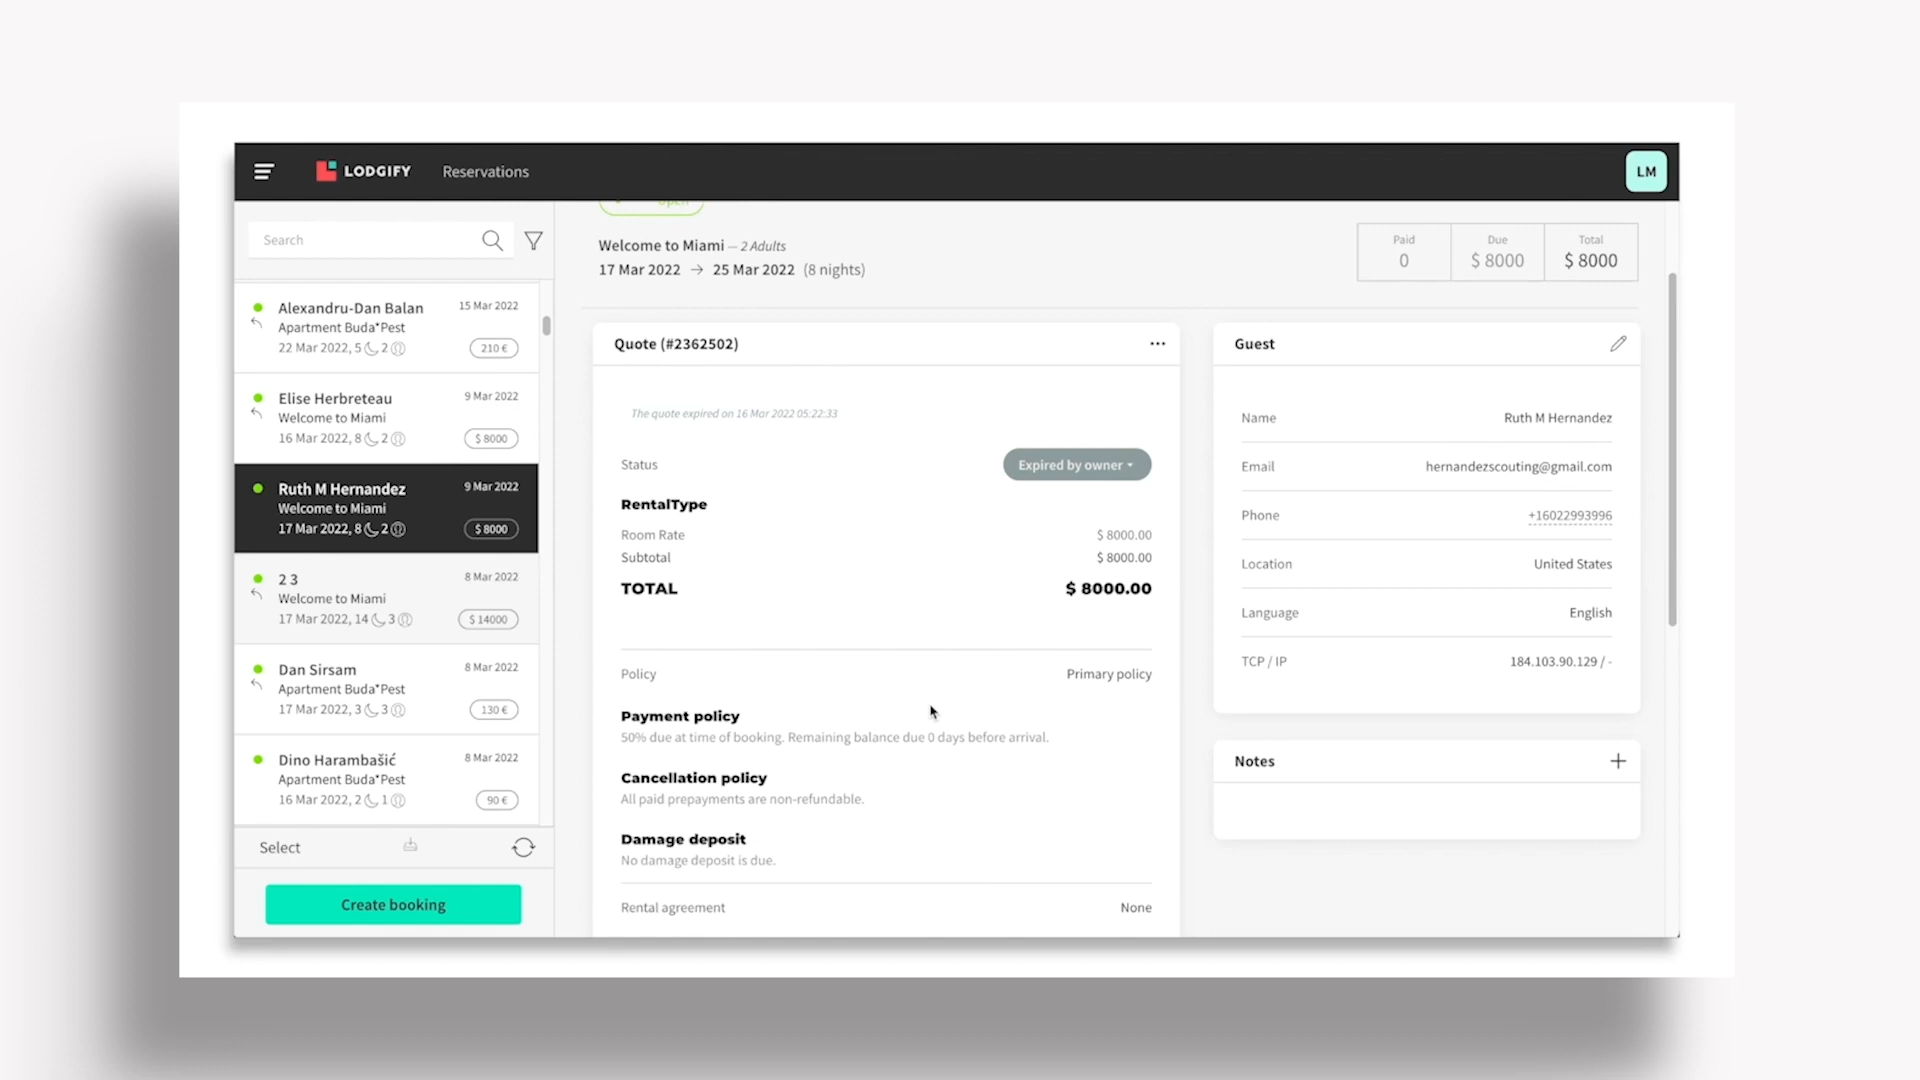 LODGIFY
Reservations
LM
Search
Alexandru-Dan Balan
15 Mar 2022
Apartment Buda*Pest
22 Mar 2022, 5 2
210 €
Elise Herbreteau
9 Mar 2022
Welcome to Miami
16 Mar 2022, 8 2
$ 8000
Ruth M Hernandez
9 Mar 2022
Welcome to Miami
17 Mar 2022, 8 2
$ 8000
2 3
8 Mar 2022
Welcome to Miami
17 Mar 2022, 14 3
$ 14000
Dan Sirsam
8 Mar 2022
Apartment Buda*Pest
17 Mar 2022, 3 3
130 €
Dino Harambašić
8 Mar 2022
Apartment Buda*Pest
16 Mar 2022, 2 1
90 €
Select
Create booking
Open
Welcome to Miami – 2 Adults
17 Mar 2022 → 25 Mar 2022 (8 nights)
Paid
0
Due
$ 8000
Total
$ 8000
Quote (#2362502)
...
The quote expired on 16 Mar 2022 05:22:33
Status
Expired by owner
RentalType
Room Rate
$ 8000.00
Subtotal
$ 8000.00
TOTAL
$ 8000.00
Policy
Primary policy
Payment policy
50% due at time of booking. Remaining balance due 0 days before arrival.
Cancellation policy
All paid prepayments are non-refundable.
Damage deposit
No damage deposit is due.
Rental agreement
None
Guest
Name
Ruth M Hernandez
Email
hernandezscouting@gmail.com
Phone
+16022993996
Location
United States
Language
English
TCP / IP
184.103.90.129 / -
Notes